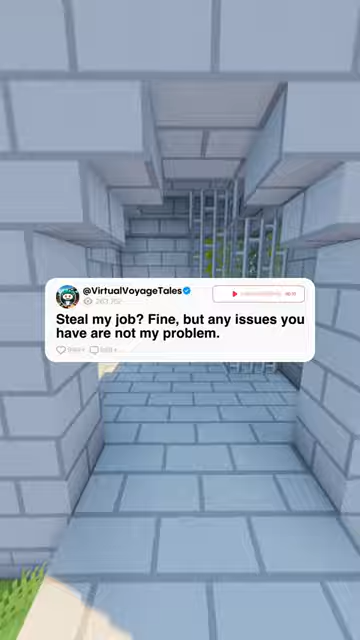 @VirtualVoyageTales
Steal my job? Fine, but any issues you
have are not my problem.